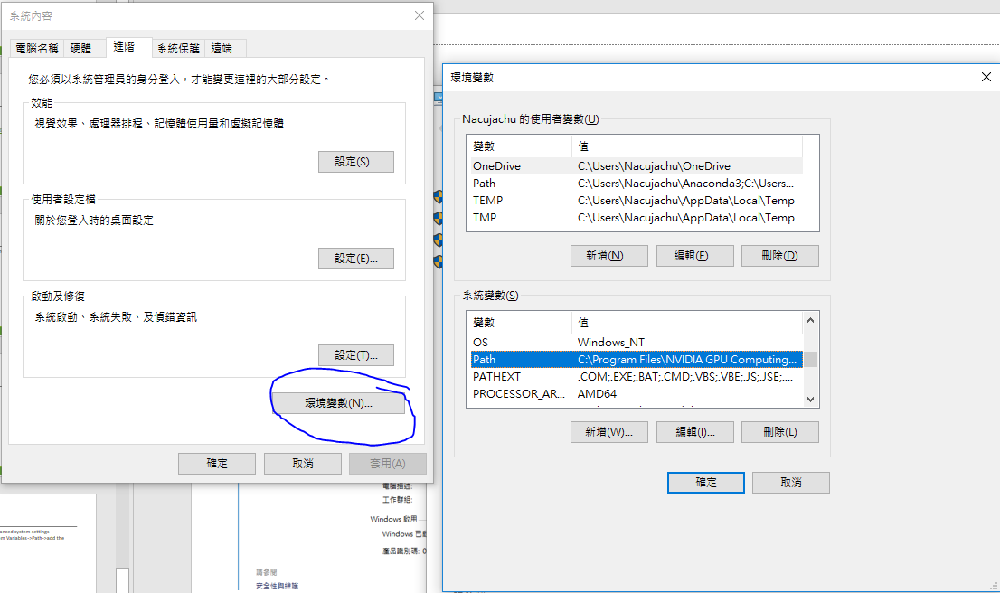 系統內容
電腦名稱 硬體 進階 系統保護 遠端
您必須以系統管理員的身分登入，才能變更這裡的大部分設定。
效能
視覺效果、處理器排程、記憶體使用量和虛擬記憶體
設定(S)...
使用者設定檔
關於您登入時的桌面設定
設定(E)...
啟動及修復
系統啟動、系統失敗、及偵錯資訊
設定(T)...
環境變數(N)...
確定 取消 套用(A)
電腦描述:
工作群組:
Windows 啟用
Windows 已
產品識別碼: 0
請參閱
安全性與維護
anced system settings-
m Variables->Path->add the
環境變數
Nacujachu 的使用者變數(U)
變數 值
OneDrive C:\Users\Nacujachu\OneDrive
Path C:\Users\Nacujachu\Anaconda3;C:\Users...
TEMP C:\Users\Nacujachu\AppData\Local\Temp
TMP C:\Users\Nacujachu\AppData\Local\Temp
新增(N)... 編輯(E)... 刪除(D)
系統變數(S)
變數 值
OS Windows_NT
Path C:\Program Files\NVIDIA GPU Computing...
PATHEXT .COM;.EXE;.BAT;.CMD;.VBS;.VBE;.JS;.JSE;....
PROCESSOR_AR... AMD64
新增(W)... 編輯(I)... 刪除(L)
確定 取消